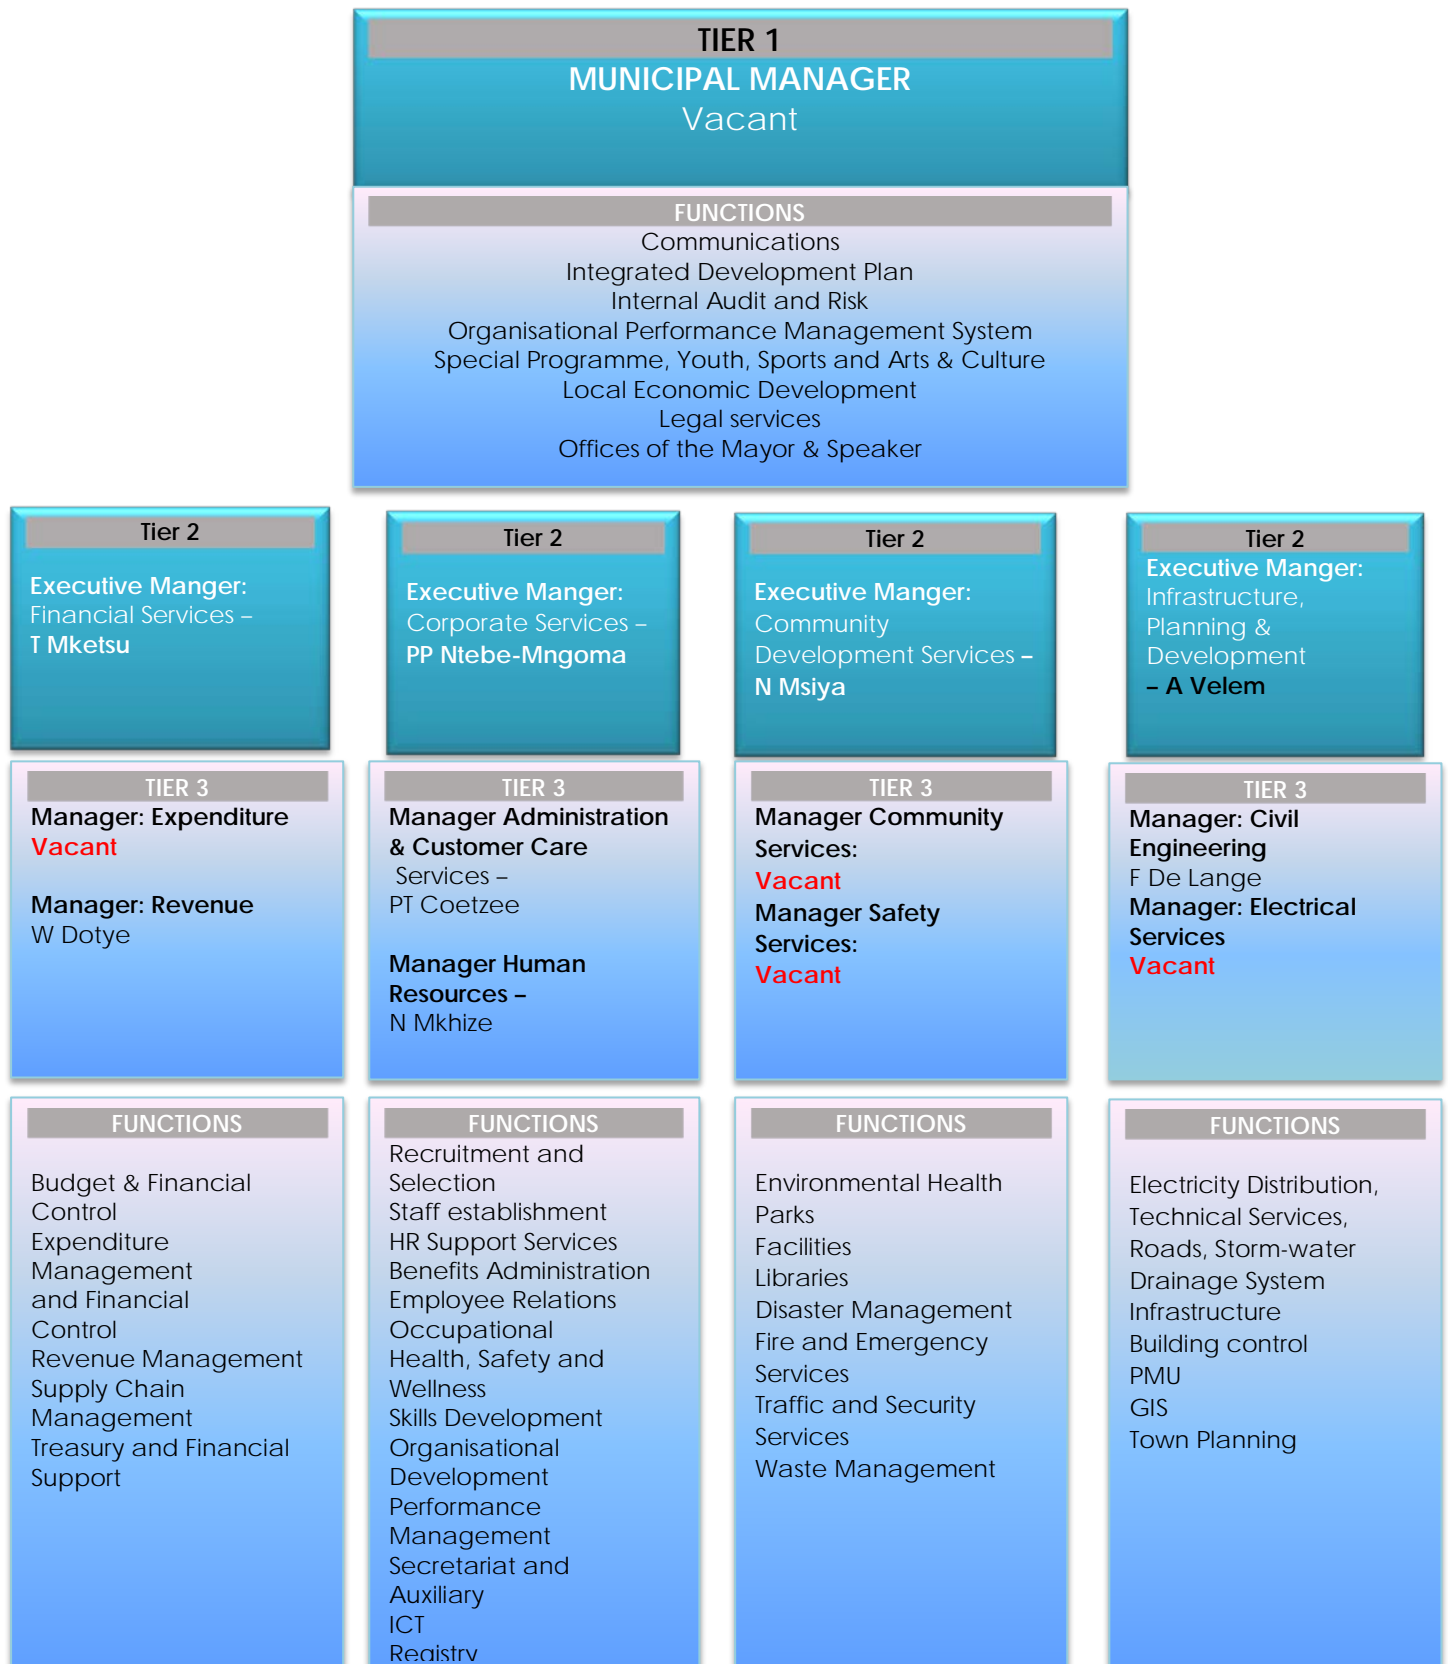 TIER 1
MUNICIPAL MANAGER
Vacant
FUNCTIONS
Communications
Integrated Development Plan
Internal Audit and Risk
Organisational Performance Management System
Special Programme, Youth, Sports and Arts & Culture
Local Economic Development
Legal services
Offices of the Mayor & Speaker
Tier 2
Executive Manger:
Financial Services –
T Mketsu
Tier 2
Executive Manger:
Corporate Services –
PP Ntebe-Mngoma
Tier 2
Executive Manger:
Community
Development Services –
N Msiya
Tier 2
Executive Manger:
Infrastructure,
Planning &
Development
– A Velem
TIER 3
Manager: Expenditure
Vacant
Manager: Revenue
W Dotye
TIER 3
Manager Administration
& Customer Care
Services –
PT Coetzee
Manager Human
Resources –
N Mkhize
TIER 3
Manager Community
Services:
Vacant
Manager Safety
Services:
Vacant
TIER 3
Manager: Civil
Engineering
F De Lange
Manager: Electrical
Services
Vacant
FUNCTIONS
Budget & Financial
Control
Expenditure
Management
and Financial
Control
Revenue Management
Supply Chain
Management
Treasury and Financial
Support
FUNCTIONS
Recruitment and
Selection
Staff establishment
HR Support Services
Benefits Administration
Employee Relations
Occupational
Health, Safety and
Wellness
Skills Development
Organisational
Development
Performance
Management
Secretariat and
Auxiliary
ICT
Registry
FUNCTIONS
Environmental Health
Parks
Facilities
Libraries
Disaster Management
Fire and Emergency
Services
Traffic and Security
Services
Waste Management
FUNCTIONS
Electricity Distribution,
Technical Services,
Roads, Storm-water
Drainage System
Infrastructure
Building control
PMU
GIS
Town Planning